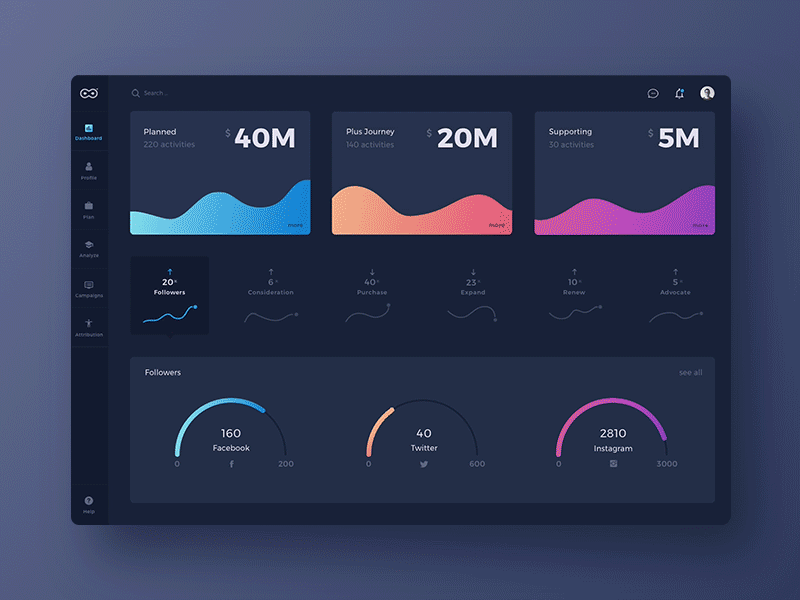 Search...
Dashboard
Profile
Plan
Analyze
Campaigns
Attribution
Help
Planned
220 activities
$ 40M
more
Plus Journey
140 activities
$ 20M
more
Supporting
30 activities
$ 5M
more
20
Followers
6
Consideration
40
Purchase
23
Expand
10
Renew
5
Advocate
Followers
see all
160
Facebook
0
f
200
40
Twitter
0
600
2810
Instagram
0
3000